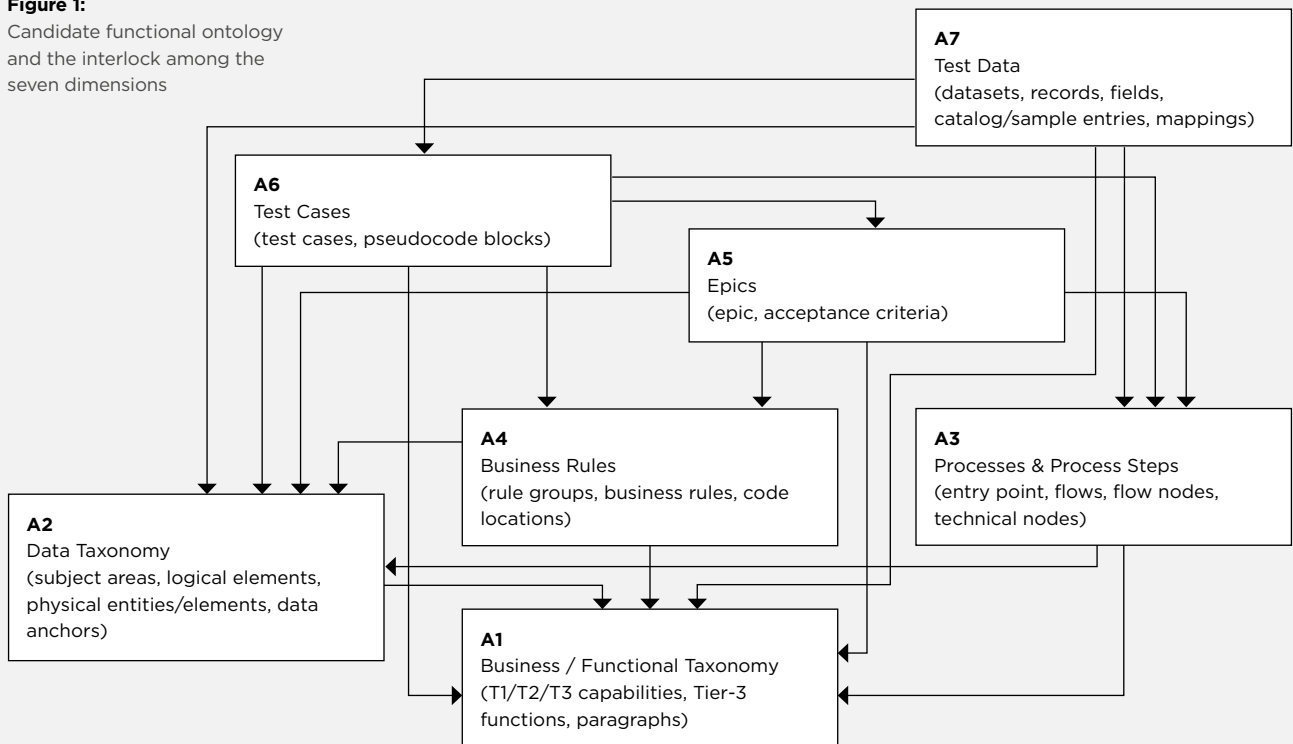 Figure 1:
Candidate functional ontology
and the interlock among the
seven dimensions
A7
Test Data
(datasets, records, fields,
catalog/sample entries, mappings)
A6
Test Cases
(test cases, pseudocode blocks)
A5
Epics
(epic, acceptance criteria)
A4
Business Rules
(rule groups, business rules, code
locations)
A3
Processes & Process Steps
(entry point, flows, flow nodes,
technical nodes)
A2
Data Taxonomy
(subject areas, logical elements,
physical entities/elements, data
anchors)
A1
Business / Functional Taxonomy
(T1/T2/T3 capabilities, Tier-3
functions, paragraphs)